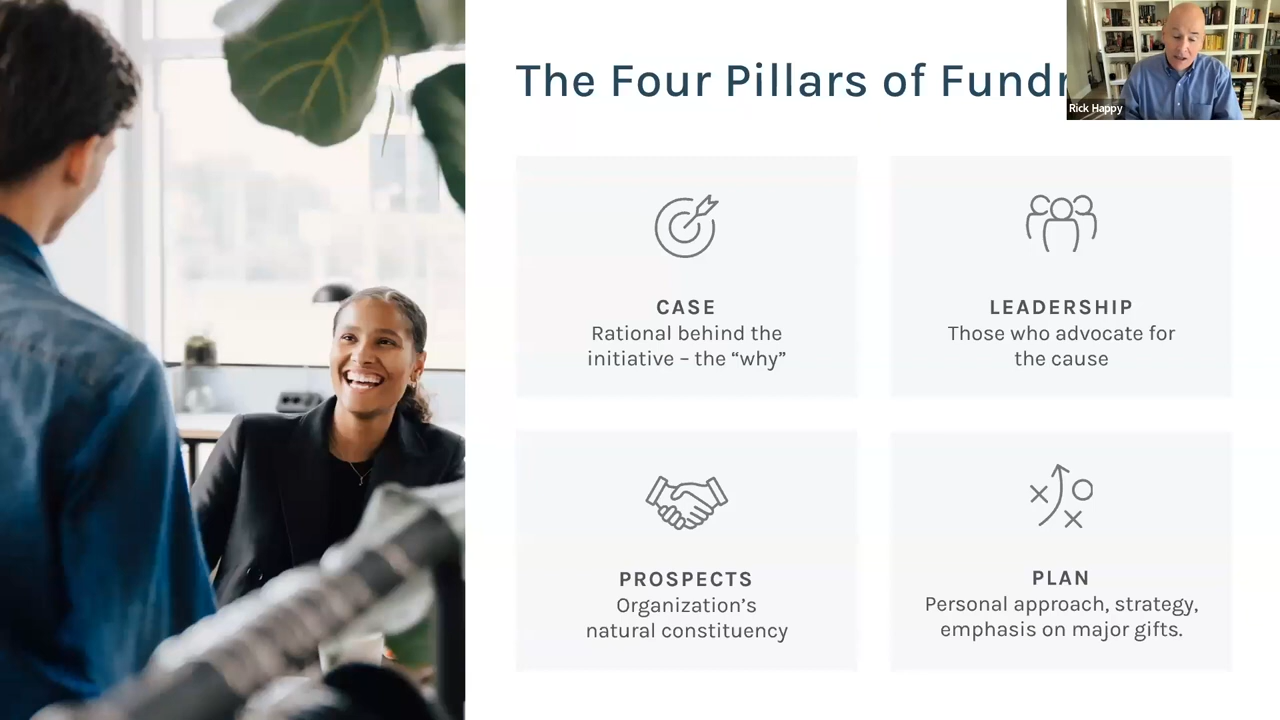 The Four Pillars of Fundr
Rick Happy
CASE
Rational behind the
initiative – the “why”
LEADERSHIP
Those who advocate for
the cause
PROSPECTS
Organization’s
natural constituency
PLAN
Personal approach, strategy,
emphasis on major gifts.